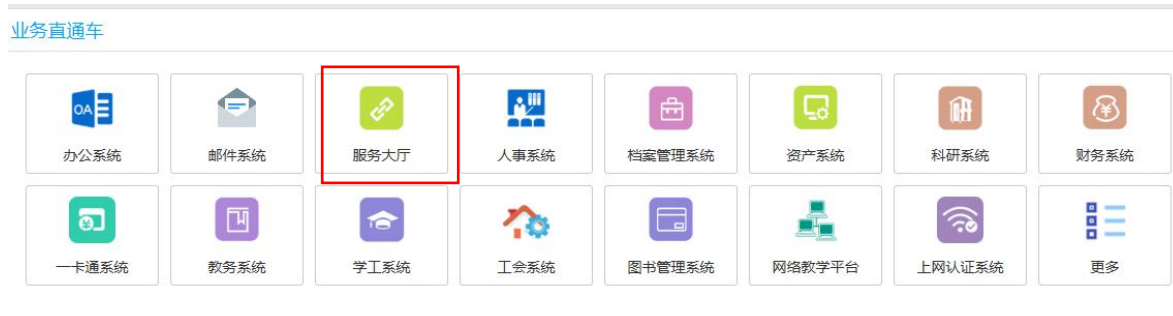 业务直通车
OA
办公系统 邮件系统 服务大厅 人事系统 档案管理系统 资产系统 科研系统 财务系统
一卡通系统 教务系统 学工系统 工会系统 图书管理系统 网络教学平台 上网认证系统 更多